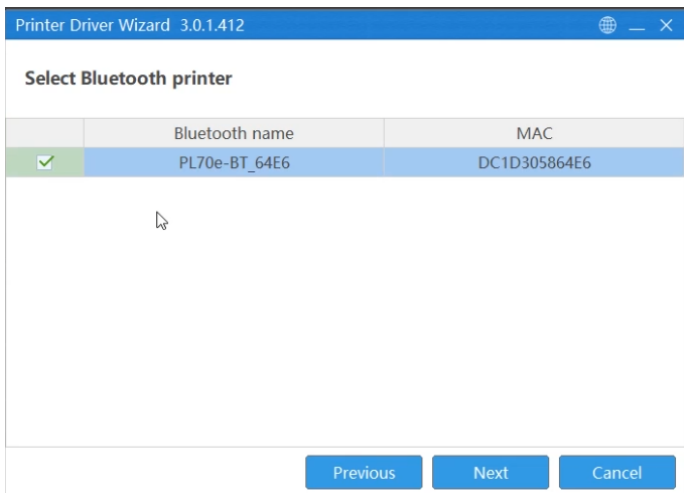 Printer Driver Wizard 3.0.1.412
Select Bluetooth printer
Bluetooth name MAC
PL70e-BT_64E6 DC1D305864E6
Previous Next Cancel